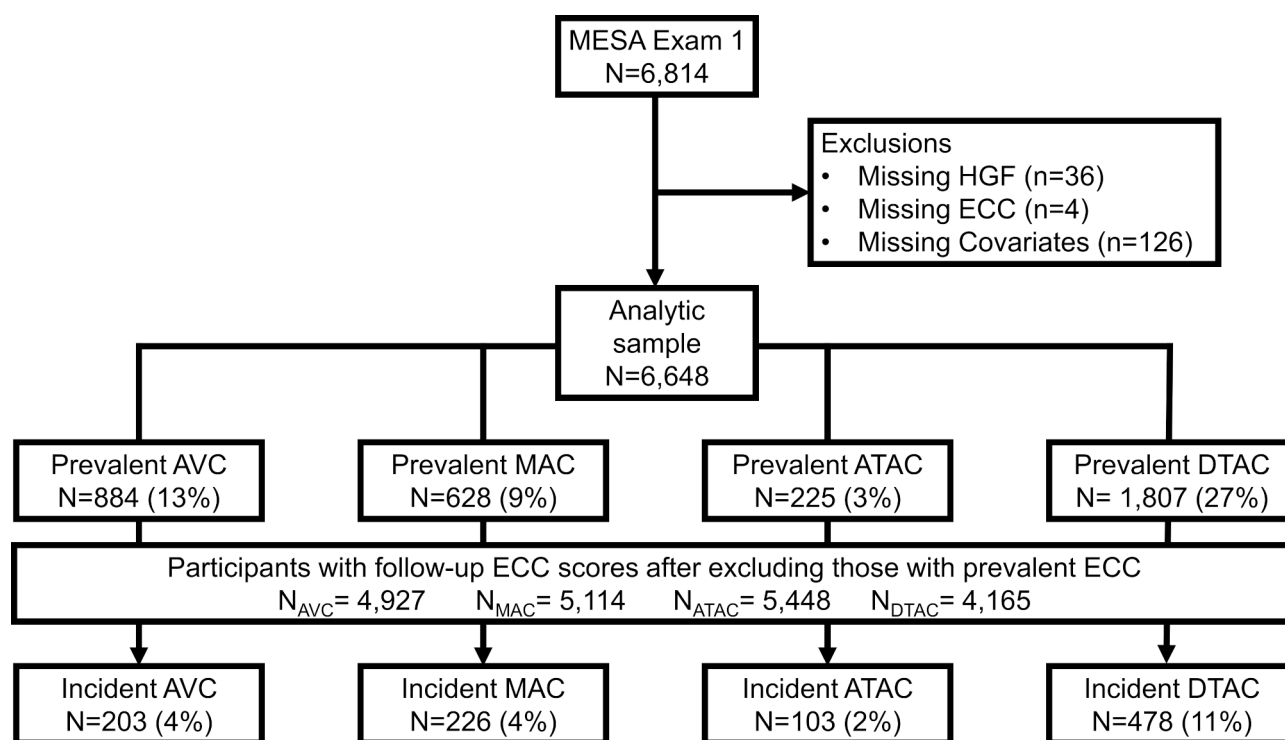 MESA Exam 1
N=6,814
Exclusions
• Missing HGF (n=36)
• Missing ECC (n=4)
• Missing Covariates (n=126)
Analytic
sample
N=6,648
Prevalent AVC
N=884 (13%)
Prevalent MAC
N=628 (9%)
Prevalent ATAC
N=225 (3%)
Prevalent DTAC
N= 1,807 (27%)
Participants with follow-up ECC scores after excluding those with prevalent ECC
NAVC= 4,927 NMAC= 5,114 NATAC= 5,448 NDTAC= 4,165
Incident AVC
N=203 (4%)
Incident MAC
N=226 (4%)
Incident ATAC
N=103 (2%)
Incident DTAC
N=478 (11%)